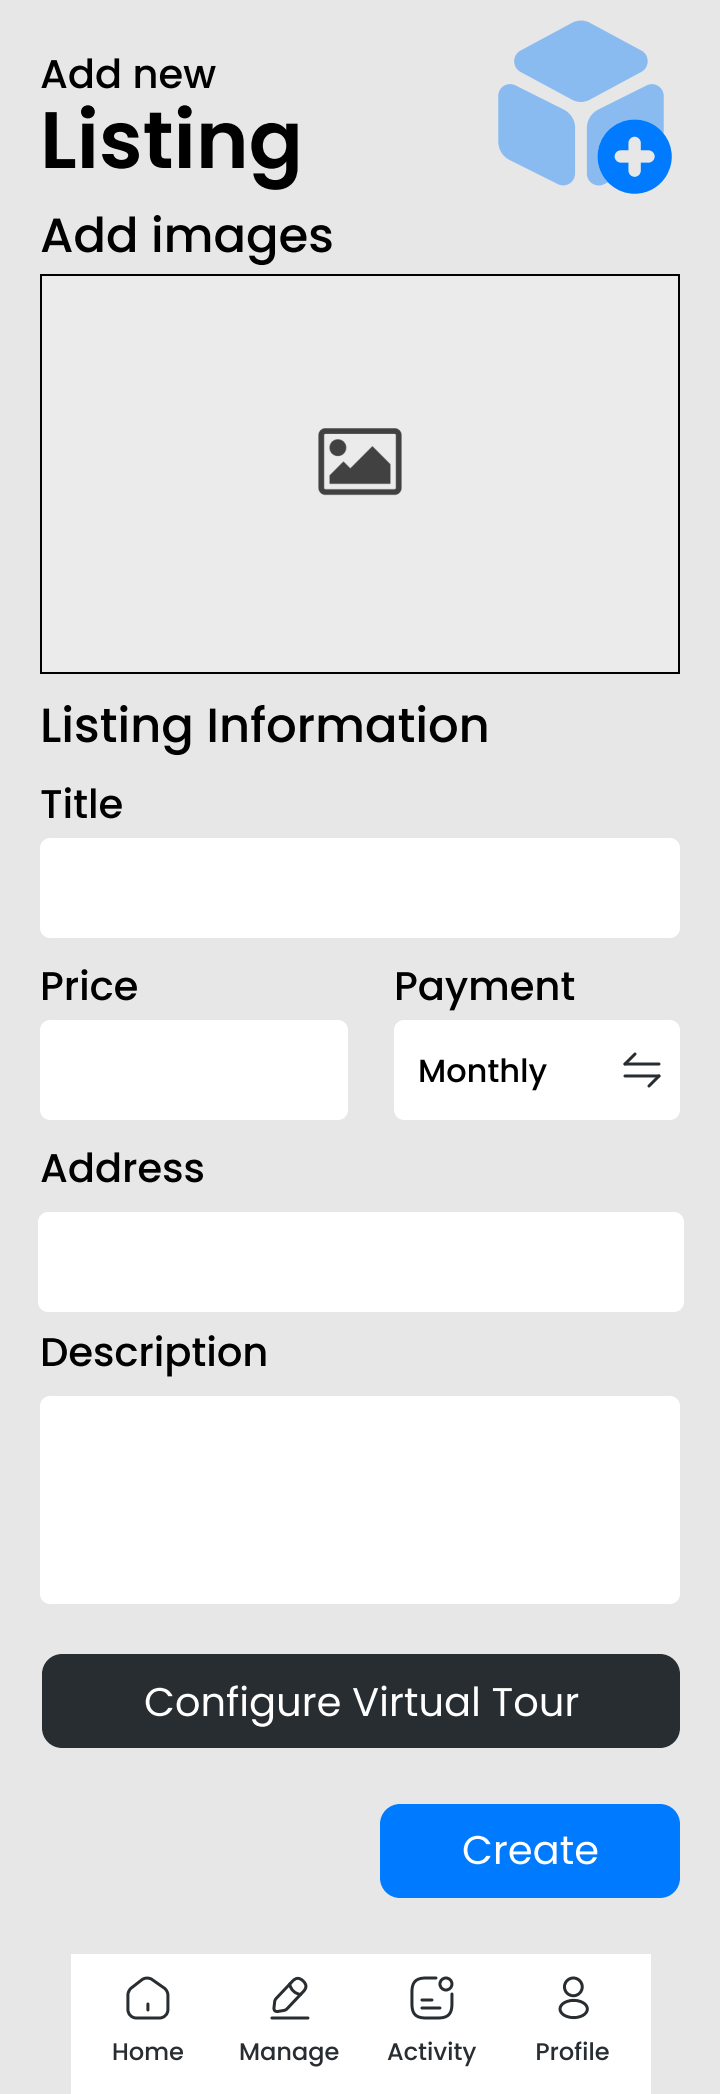 Add new
Listing
Add images
Listing Information
Title
Price
Payment
Monthly
Address
Description
Configure Virtual Tour
Create
Home
Manage
Activity
Profile